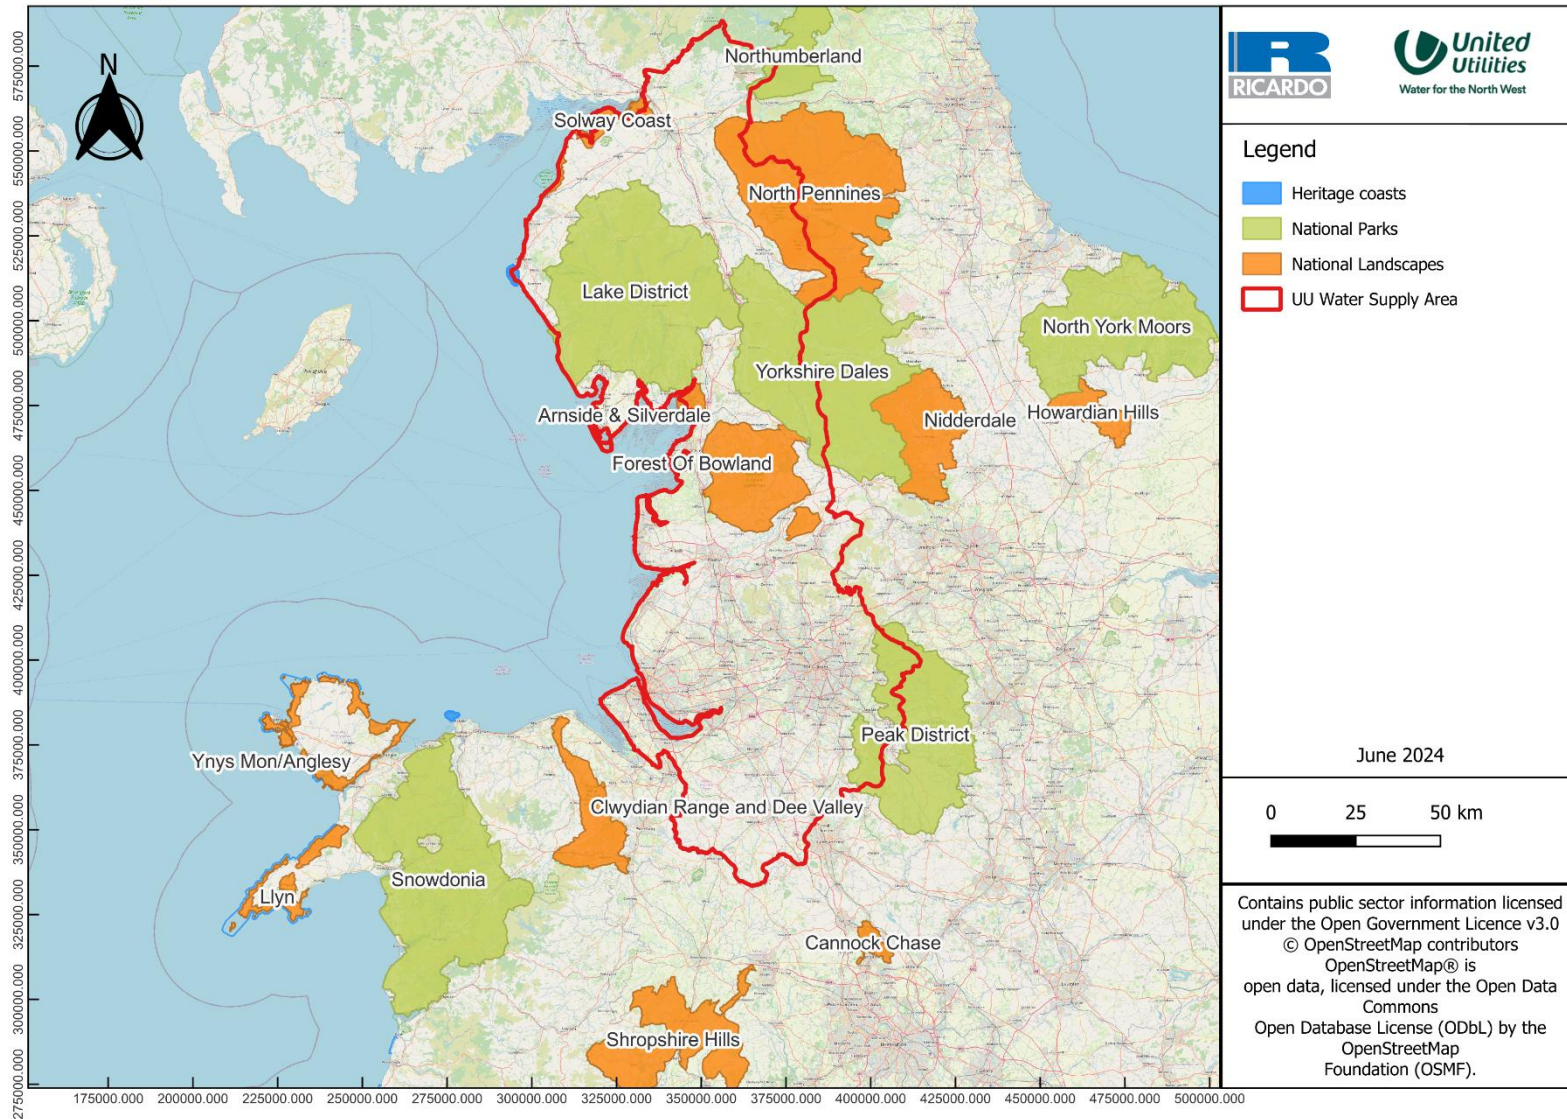 N
Northumberland
Solway Coast
North Pennines
Lake District
North York Moors
Yorkshire Dales
Arnside & Silverdale
Nidderdale
Howardian Hills
Forest Of Bowland
Peak District
Ynys Mon/Anglesy
Clwydian Range and Dee Valley
Snowdonia
Llyn
Cannock Chase
Shropshire Hills
575000.000
550000.000
525000.000
500000.000
475000.000
450000.000
425000.000
400000.000
375000.000
350000.000
325000.000
300000.000
275000.000
175000.000 200000.000 225000.000 250000.000 275000.000 300000.000 325000.000 350000.000 375000.000 400000.000 425000.000 450000.000 475000.000 500000.000
RICARDO
United
Utilities
Water for the North West
Legend
Heritage coasts
National Parks
National Landscapes
UU Water Supply Area
June 2024
0 25 50 km
Contains public sector information licensed
under the Open Government Licence v3.0
© OpenStreetMap contributors
OpenStreetMap® is
open data, licensed under the Open Data
Commons
Open Database License (ODbL) by the
OpenStreetMap
Foundation (OSMF).